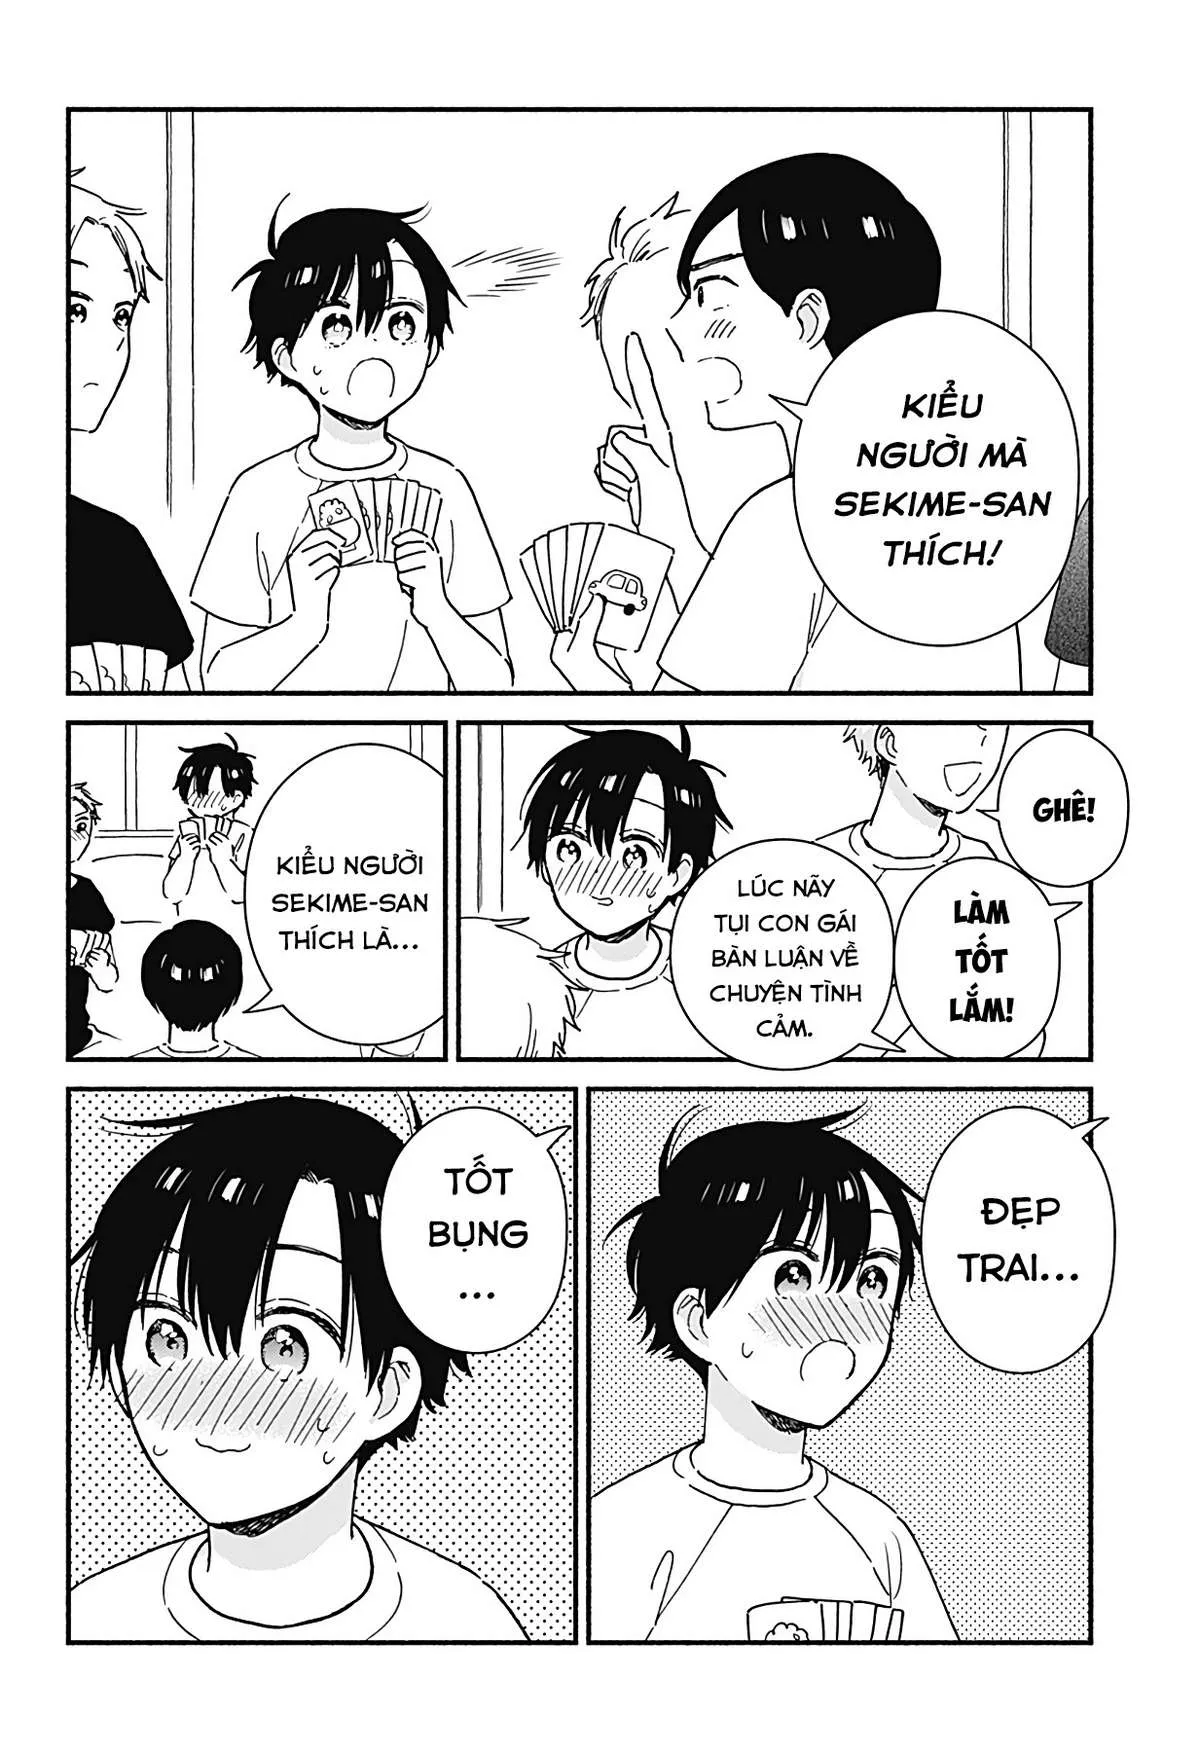 KIỂU
NGƯỜI MÀ
SEKIME-SAN
THÍCH!
GHÊ!
LÀM
TỐT
LẮM!
LÚC NÃY
TỤI CON GÁI
BÀN LUẬN VỀ
CHUYỆN TÌNH
CẢM.
KIỂU NGƯỜI
SEKIME-SAN
THÍCH LÀ...
ĐẸP
TRAI...
TỐT
BỤNG
...